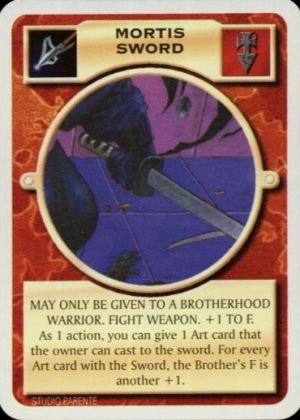 MORTIS
SWORD
MAY ONLY BE GIVEN TO A BROTHERHOOD
WARRIOR. FIGHT WEAPON. +1 TO F.
As 1 action, you can give 1 Art card that
the owner can cast to the sword. For every
Art card with the Sword, the Brother's F is
another +1.
STUDIO PARENTE